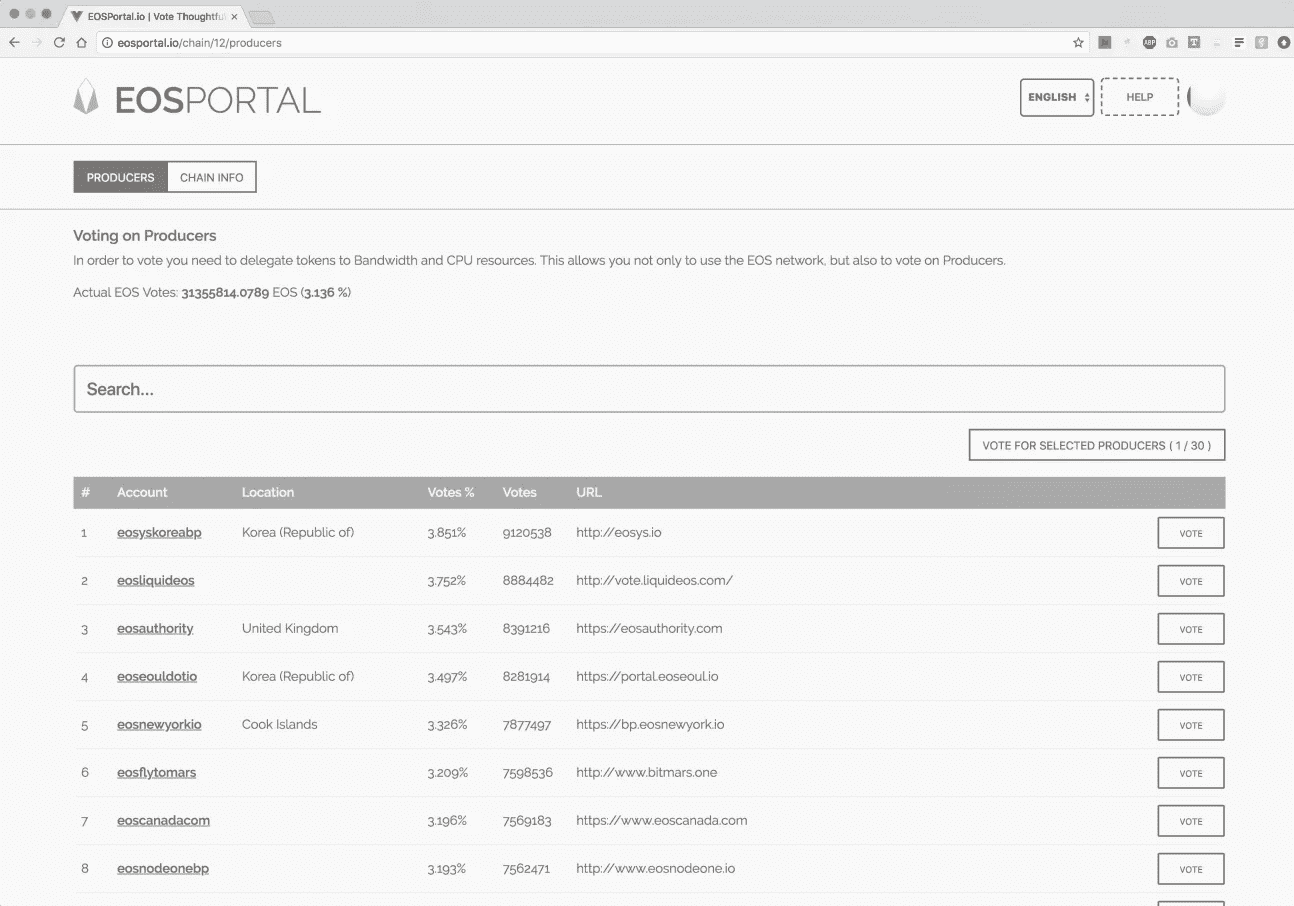 EOSPortal.io | Vote Thoughtful
eosportal.io/chain/12/producers
ABP
EOSPORTAL
ENGLISH
HELP
PRODUCERS
CHAIN INFO
Voting on Producers
In order to vote you need to delegate tokens to Bandwidth and CPU resources. This allows you not only to use the EOS network, but also to vote on Producers.
Actual EOS Votes: 31355814.0789 EOS (3.136 %)
Search...
VOTE FOR SELECTED PRODUCERS ( 1 / 30 )
# Account Location Votes % Votes URL
1 eosyskoreabp Korea (Republic of) 3.851% 9120538 http://eosys.io VOTE
2 eosliquideos 3.752% 8884482 http://vote.liquideos.com/ VOTE
3 eosauthority United Kingdom 3.543% 8391216 https://eosauthority.com VOTE
4 eoseouldotio Korea (Republic of) 3.497% 8281914 https://portal.eoseoul.io VOTE
5 eosnewyorkio Cook Islands 3.326% 7877497 https://bp.eosnewyork.io VOTE
6 eosflytomars 3.209% 7598536 http://www.bitmars.one VOTE
7 eoscanadacom 3.196% 7569183 https://www.eoscanada.com VOTE
8 eosnodeonebp 3.193% 7562471 http://www.eosnodeone.io VOTE